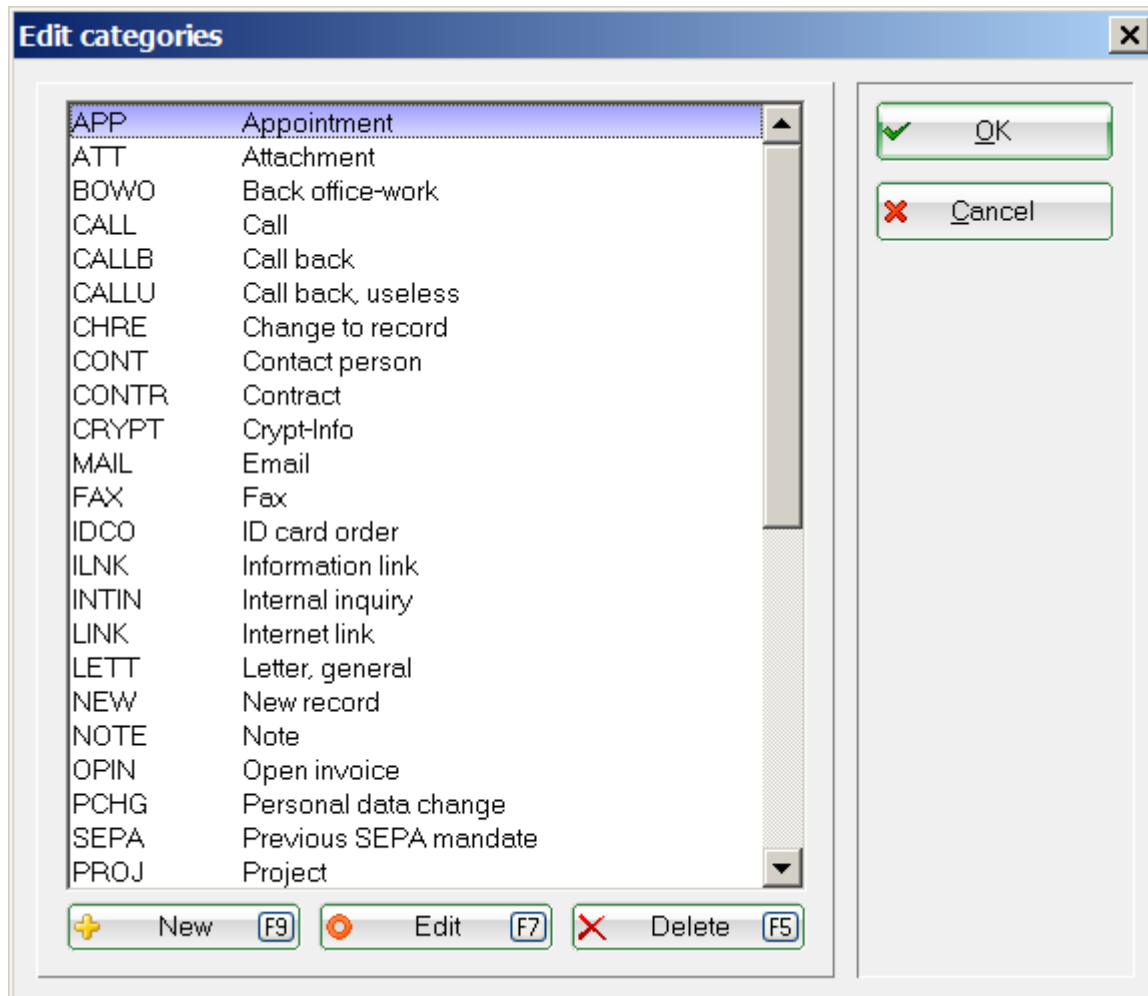 Edit categories
APP Appointment
ATT Attachment
BOWO Back office-work
CALL Call
CALLB Call back
CALLU Call back, useless
CHRE Change to record
CONT Contact person
CONTR Contract
CRYPT Crypt-Info
MAIL Email
FAX Fax
IDCO ID card order
ILNK Information link
INTIN Internal inquiry
LINK Internet link
LETT Letter, general
NEW New record
NOTE Note
OPIN Open invoice
PCHG Personal data change
SEPA Previous SEPA mandate
PROJ Project
New F9 Edit F7 Delete F5
OK
Cancel